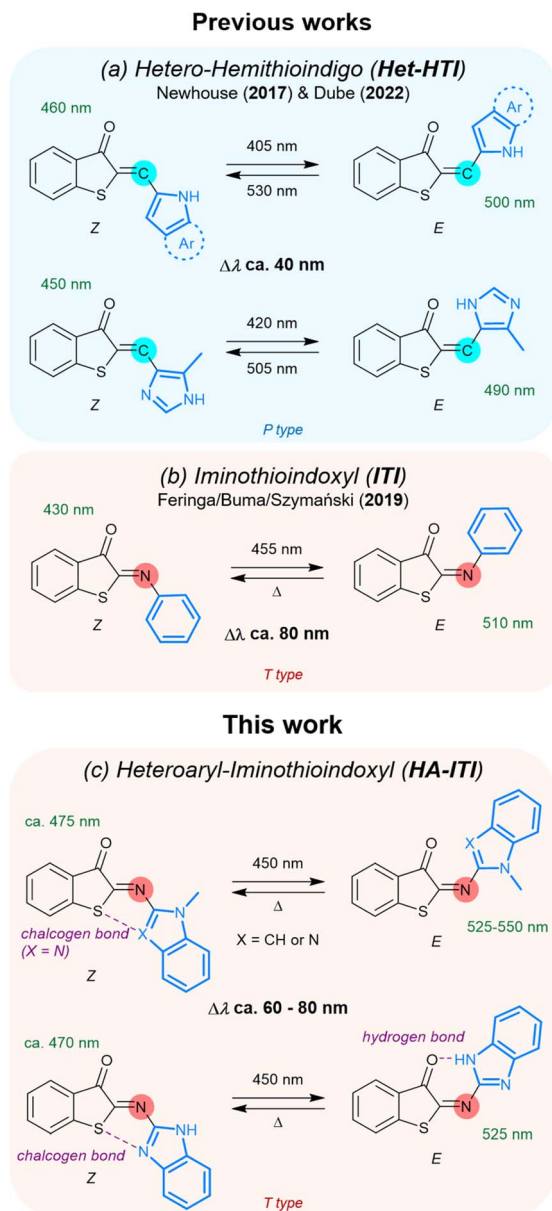 Previous works
(a) Hetero-Hemithioindigo (Het-HTI)
Newhouse (2017) & Dube (2022)
460 nm
O
C
S
NH
Ar
Z
405 nm
530 nm
O
C
S
NH
Ar
500 nm
E
Δλ ca. 40 nm
450 nm
O
C
S
N
NH
Z
420 nm
505 nm
O
C
S
HN
N
490 nm
E
P type
(b) Iminothioindoxyl (ITI)
Feringa/Buma/Szymański (2019)
430 nm
O
N
S
Z
455 nm
Δ
O
N
S
510 nm
E
Δλ ca. 80 nm
T type
This work
(c) Heteroaryl-Iminothioindoxyl (HA-ITI)
ca. 475 nm
O
N
S
N
X
chalcogen bond
(X = N)
Z
450 nm
Δ
X = CH or N
O
N
S
X
N
525-550 nm
E
Δλ ca. 60 - 80 nm
ca. 470 nm
O
N
S
NH
N
chalcogen bond
Z
450 nm
Δ
hydrogen bond
O
HN
N
N
S
525 nm
E
T type